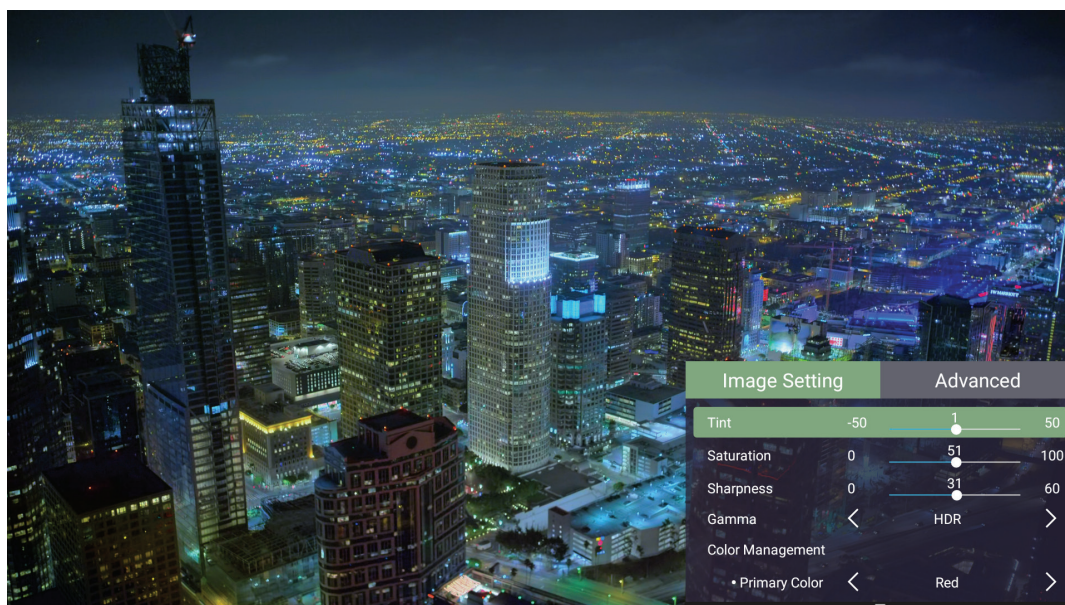 Image Setting Advanced
Tint -50 1 50
Saturation 0 51 100
Sharpness 0 31 60
Gamma HDR
Color Management
• Primary Color Red